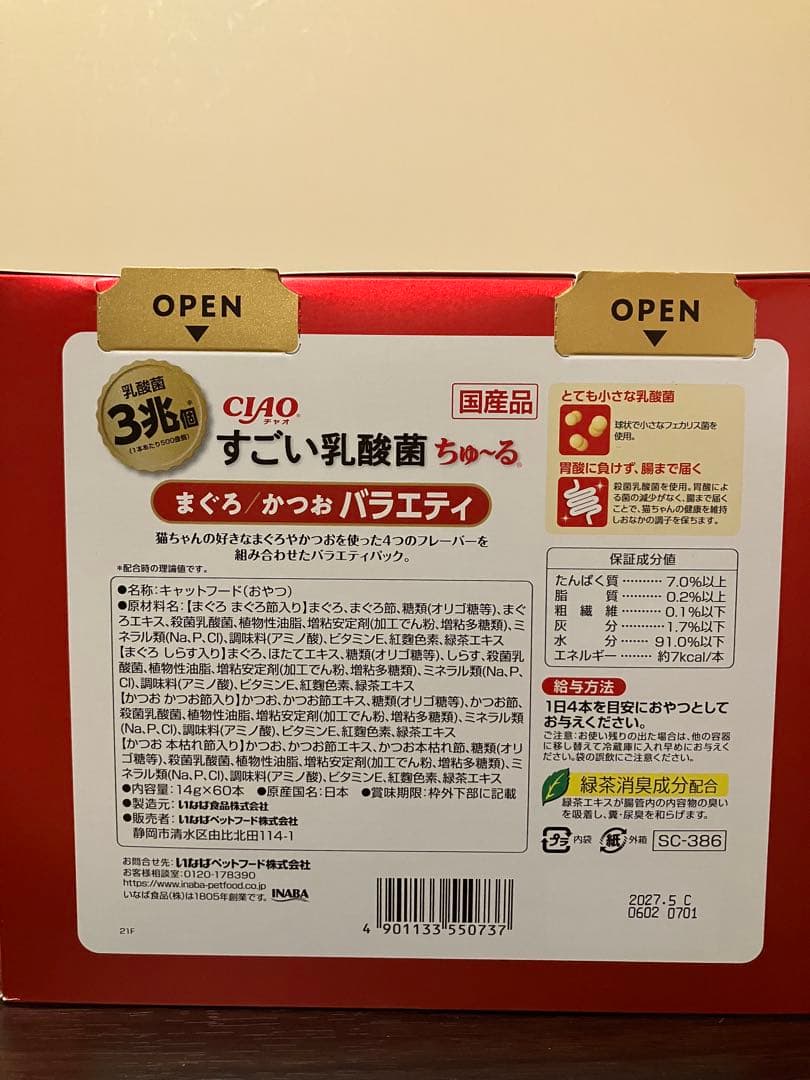 OPEN
OPEN
乳酸菌
3兆個*
(1本あたり500億個)
CIAO
チャオ
国産品
すごい乳酸菌 ちゅ～る
まぐろ/かつお バラエティ
猫ちゃんの好きなまぐろやかつおを使った4つのフレーバーを
組み合わせたバラエティパック。
*配合時の理論値です。
●名称:キャットフード(おやつ)
●原材料名:【まぐろ まぐろ節入り】まぐろ、まぐろ節、糖類(オリゴ糖等)、まぐ
ろエキス、殺菌乳酸菌、植物性油脂、増粘安定剤(加工でん粉、増粘多糖類)、ミ
ネラル類(Na、P、Cl)、調味料(アミノ酸)、ビタミンE、紅麹色素、緑茶エキス
【まぐろ しらす入り】まぐろ、ほたてエキス、糖類(オリゴ糖等)、しらす、殺菌乳
酸菌、植物性油脂、増粘安定剤(加工でん粉、増粘多糖類)、ミネラル類(Na、P、
Cl)、調味料(アミノ酸)、ビタミンE、紅麹色素、緑茶エキス
【かつお かつお節入り】かつお、かつお節エキス、糖類(オリゴ糖等)、かつお節、
殺菌乳酸菌、植物性油脂、増粘安定剤(加工でん粉、増粘多糖類)、ミネラル類
(Na、P、Cl)、調味料(アミノ酸)、ビタミンE、紅麹色素、緑茶エキス
【かつお 本枯れ節入り】かつお、かつお節エキス、かつお本枯れ節、糖類(オリ
ゴ糖等)、殺菌乳酸菌、植物性油脂、増粘安定剤(加工でん粉、増粘多糖類)、ミ
ネラル類(Na、P、Cl)、調味料(アミノ酸)、ビタミンE、紅麹色素、緑茶エキス
●内容量:14g×60本 ●原産国名:日本 ●賞味期限:枠外下部に記載
●製造元:いなば食品株式会社
●販売者:いなばペットフード株式会社
静岡市清水区由比北田114-1
お問合せ先:いなばペットフード株式会社
お客様相談室:0120-178390
https://www.inaba-petfood.co.jp
いなば食品(株)は1805年創業です。 INABA
21F
4 901133 550737
とても小さな乳酸菌
球状で小さなフェカリス菌を
使用。
胃酸に負けず、腸まで届く
殺菌乳酸菌を使用。胃酸によ
る菌の減少がなく、腸まで届く
ことで、猫ちゃんの健康を維持
しおなかの調子を保ちます。
保証成分値
たんぱく質 ……… 7.0%以上
脂質 ……… 0.2%以上
粗繊維 ……… 0.1%以下
灰分 ……… 1.7%以下
水分 ……… 91.0%以下
エネルギー …… 約7kcal/本
給与方法
1日4本を目安におやつとして
お与えください。
ご注意:お使い残りの出た場合は、他の容器
に移し替えて冷蔵庫に入れ早めにお与えく
ださい。袋の誤飲にご注意ください。
緑茶消臭成分配合
緑茶エキスが腸管内の内容物の臭い
を吸着し、糞・尿臭を和らげます。
プラ 内袋 紙 外箱 SC-386
2027.5 C
0602 0701